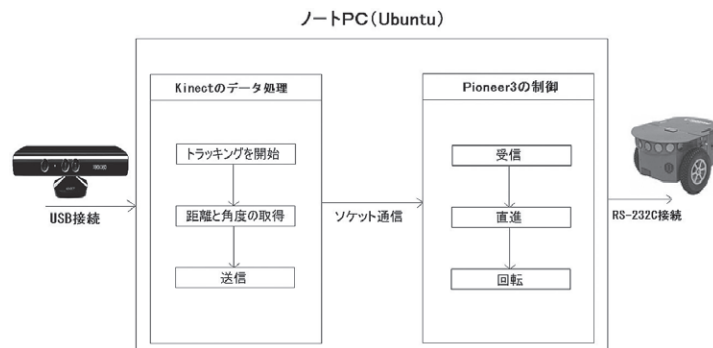 ノートPC(Ubuntu)
Kinectのデータ処理
トラッキングを開始
距離と角度の取得
送信
USB接続
ソケット通信
Pioneer3の制御
受信
直進
回転
RS-232C接続